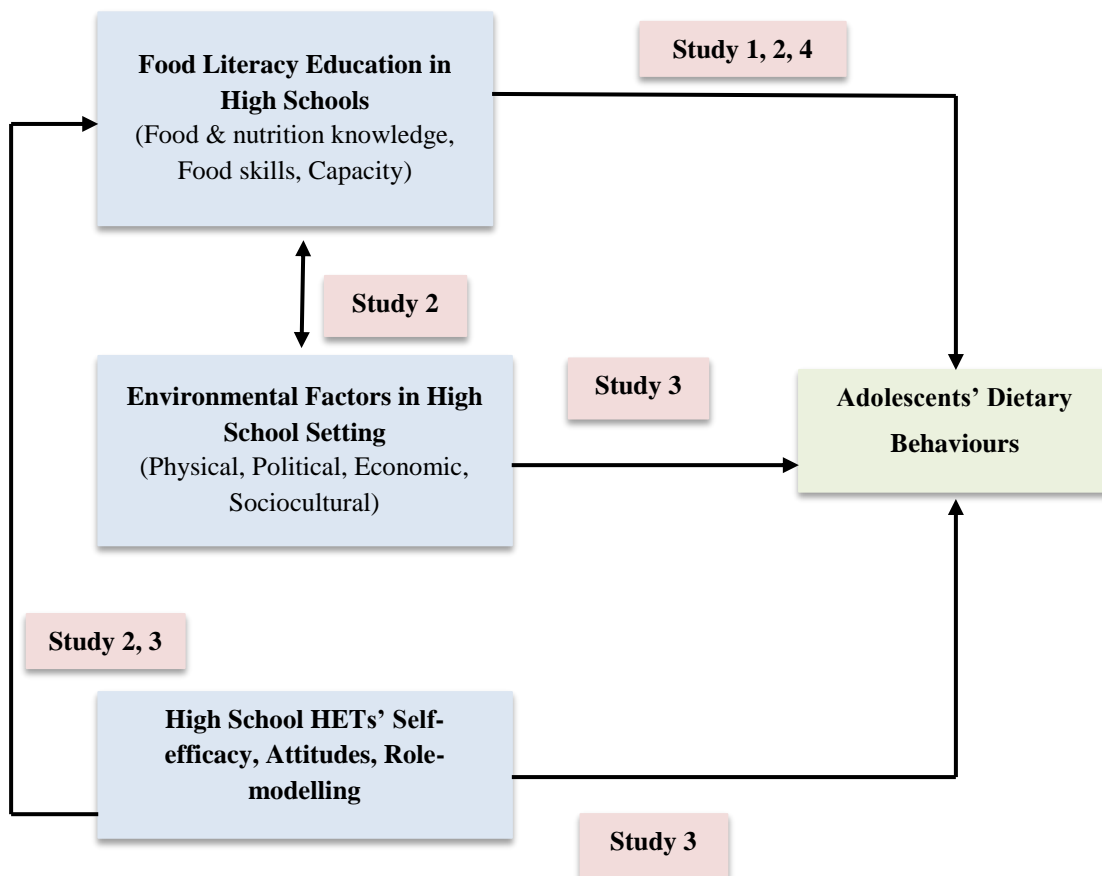 Food Literacy Education in
High Schools
(Food & nutrition knowledge,
Food skills, Capacity)
Study 1, 2, 4
Study 2
Environmental Factors in High
School Setting
(Physical, Political, Economic,
Sociocultural)
Study 3
Adolescents’ Dietary
Behaviours
Study 2, 3
High School HETs’ Self-
efficacy, Attitudes, Role-
modelling
Study 3